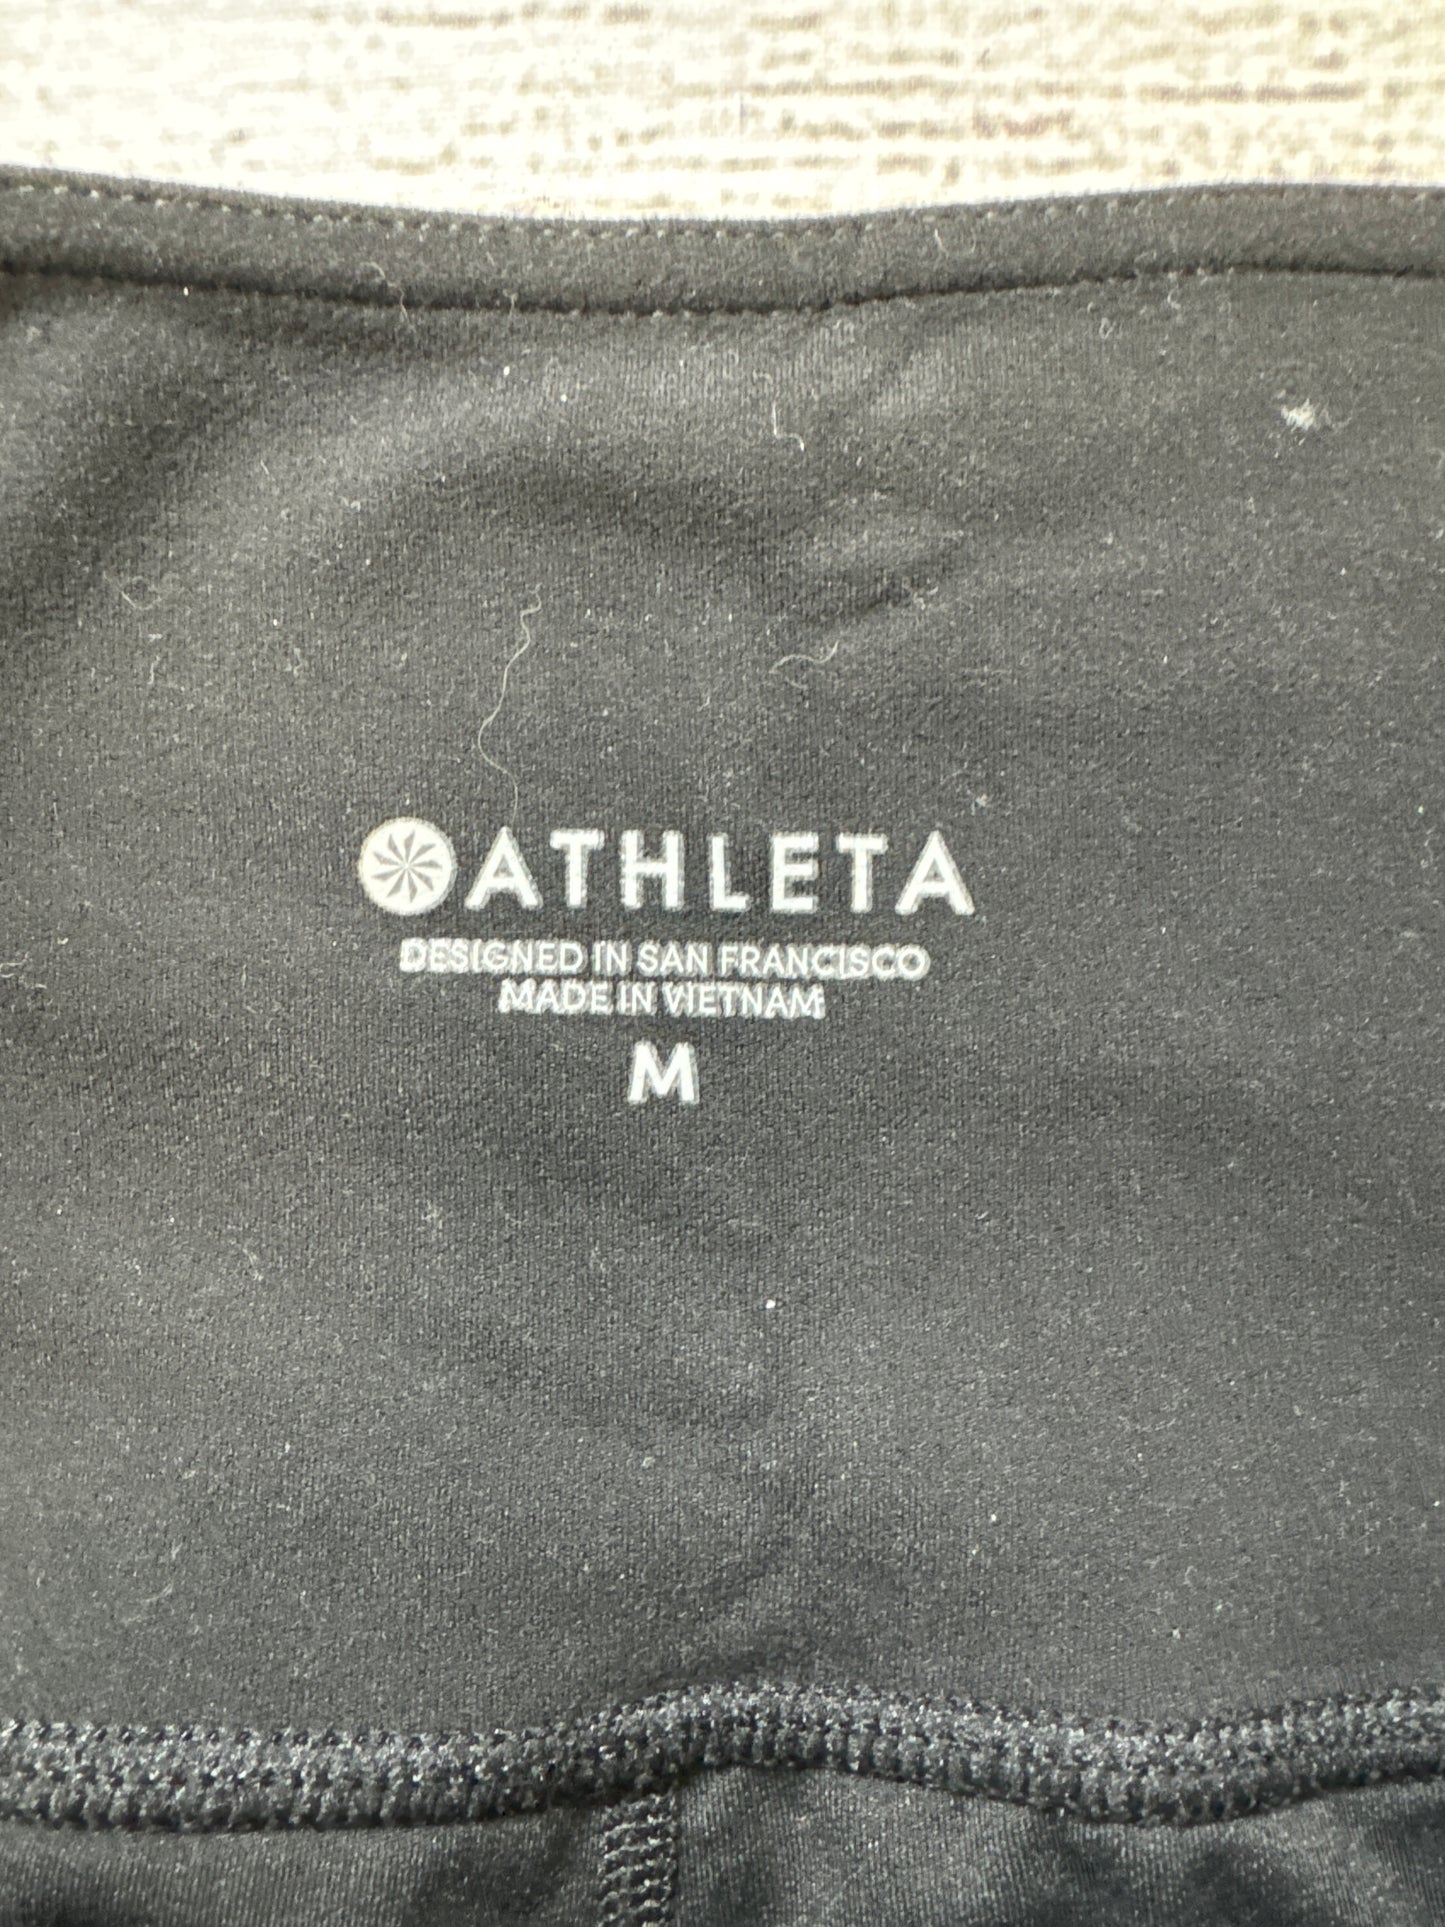 ATHLETA
DESIGNED IN SAN FRANCISCO
MADE IN VIETNAM
M